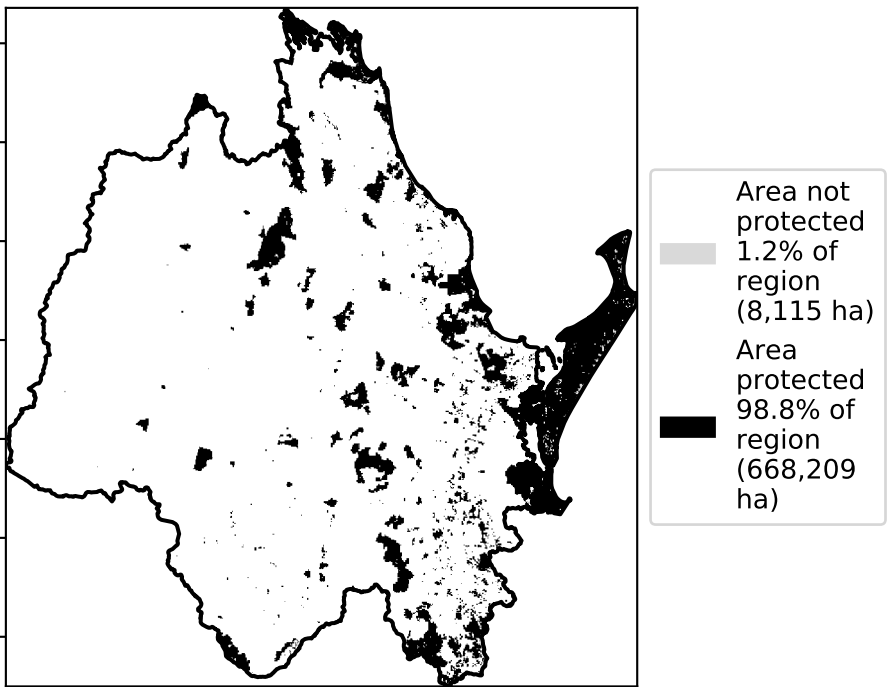 Area not
protected
1.2% of
region
(8,115 ha)
Area
protected
98.8% of
region
(668,209
ha)